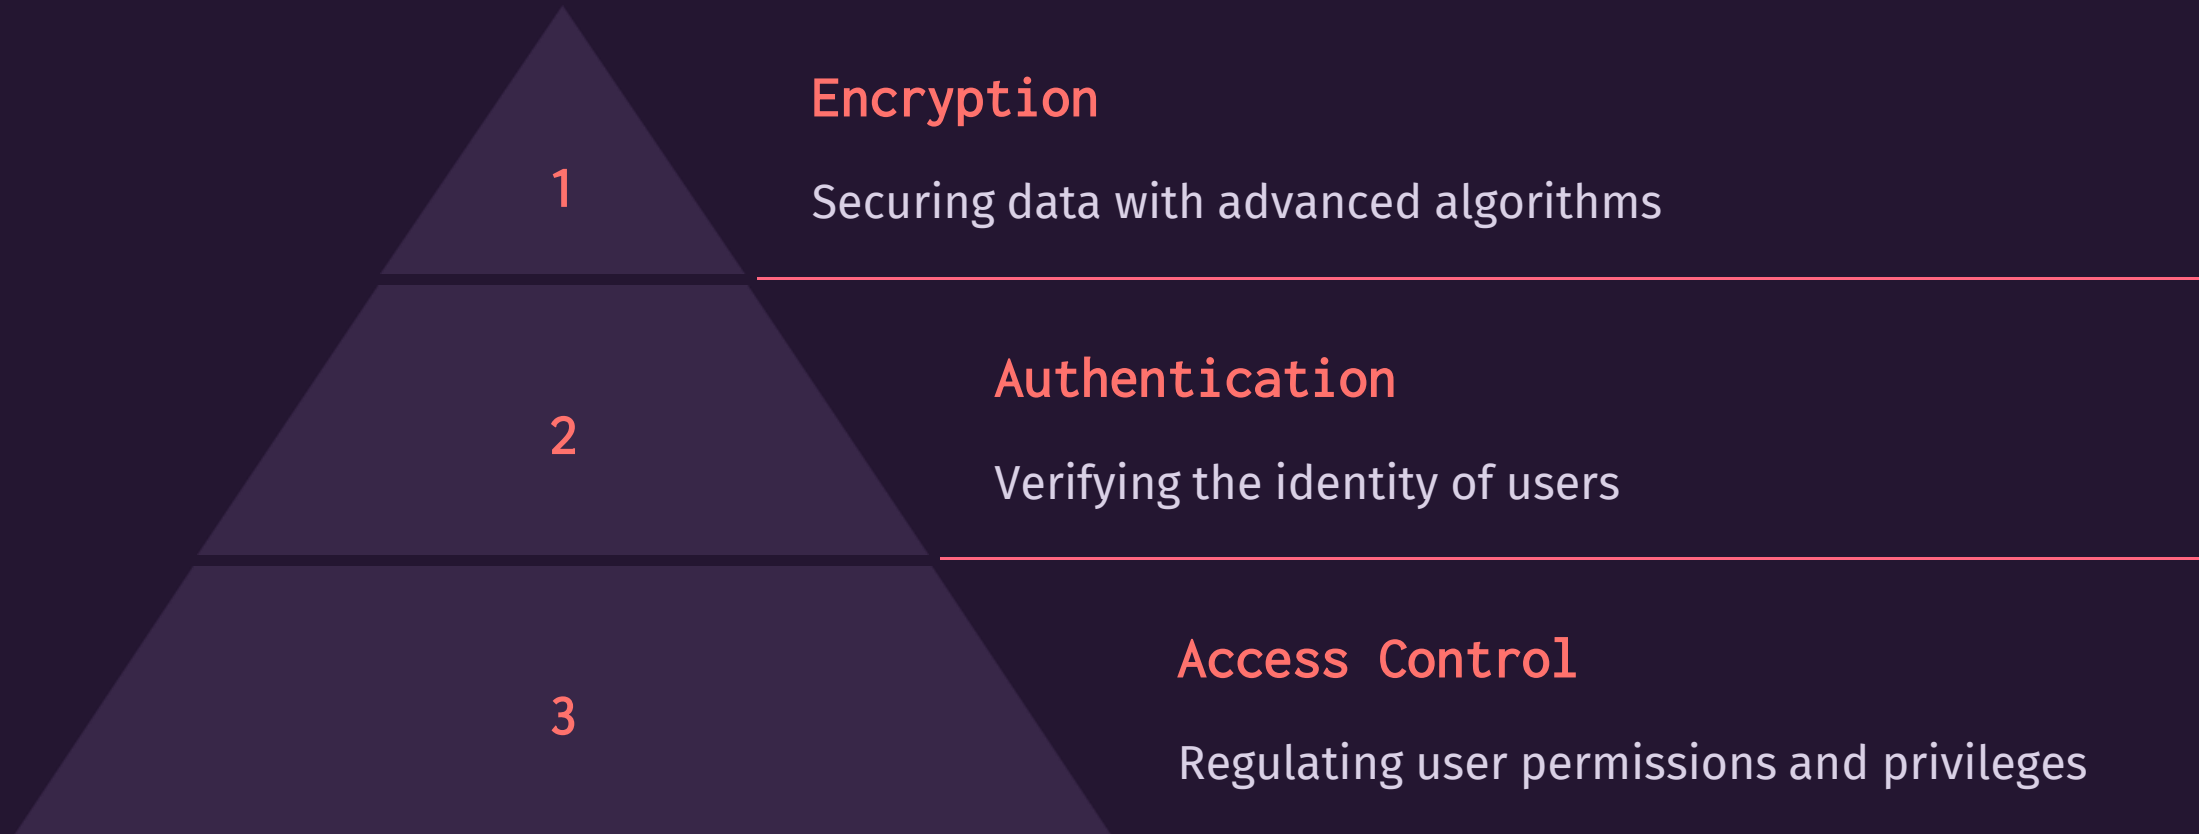 1
Encryption
Securing data with advanced algorithms
2
Authentication
Verifying the identity of users
3
Access Control
Regulating user permissions and privileges